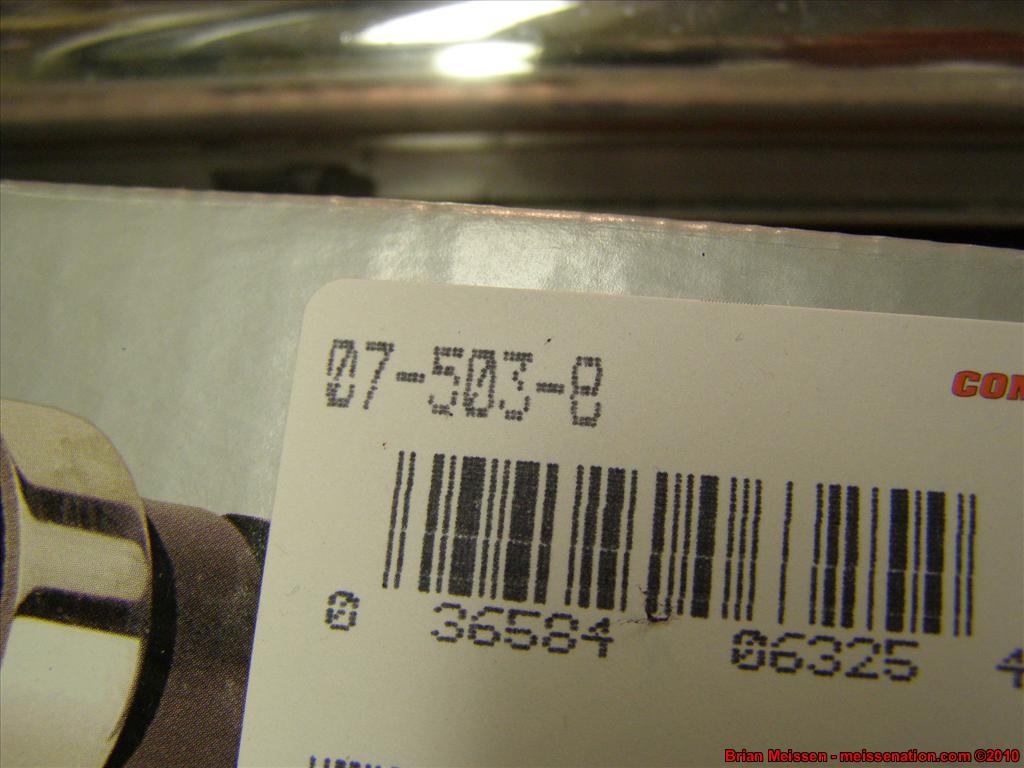 07-503-8
COM
0 36584 06325 4
Brian Meissen - meissenation.com ©2010